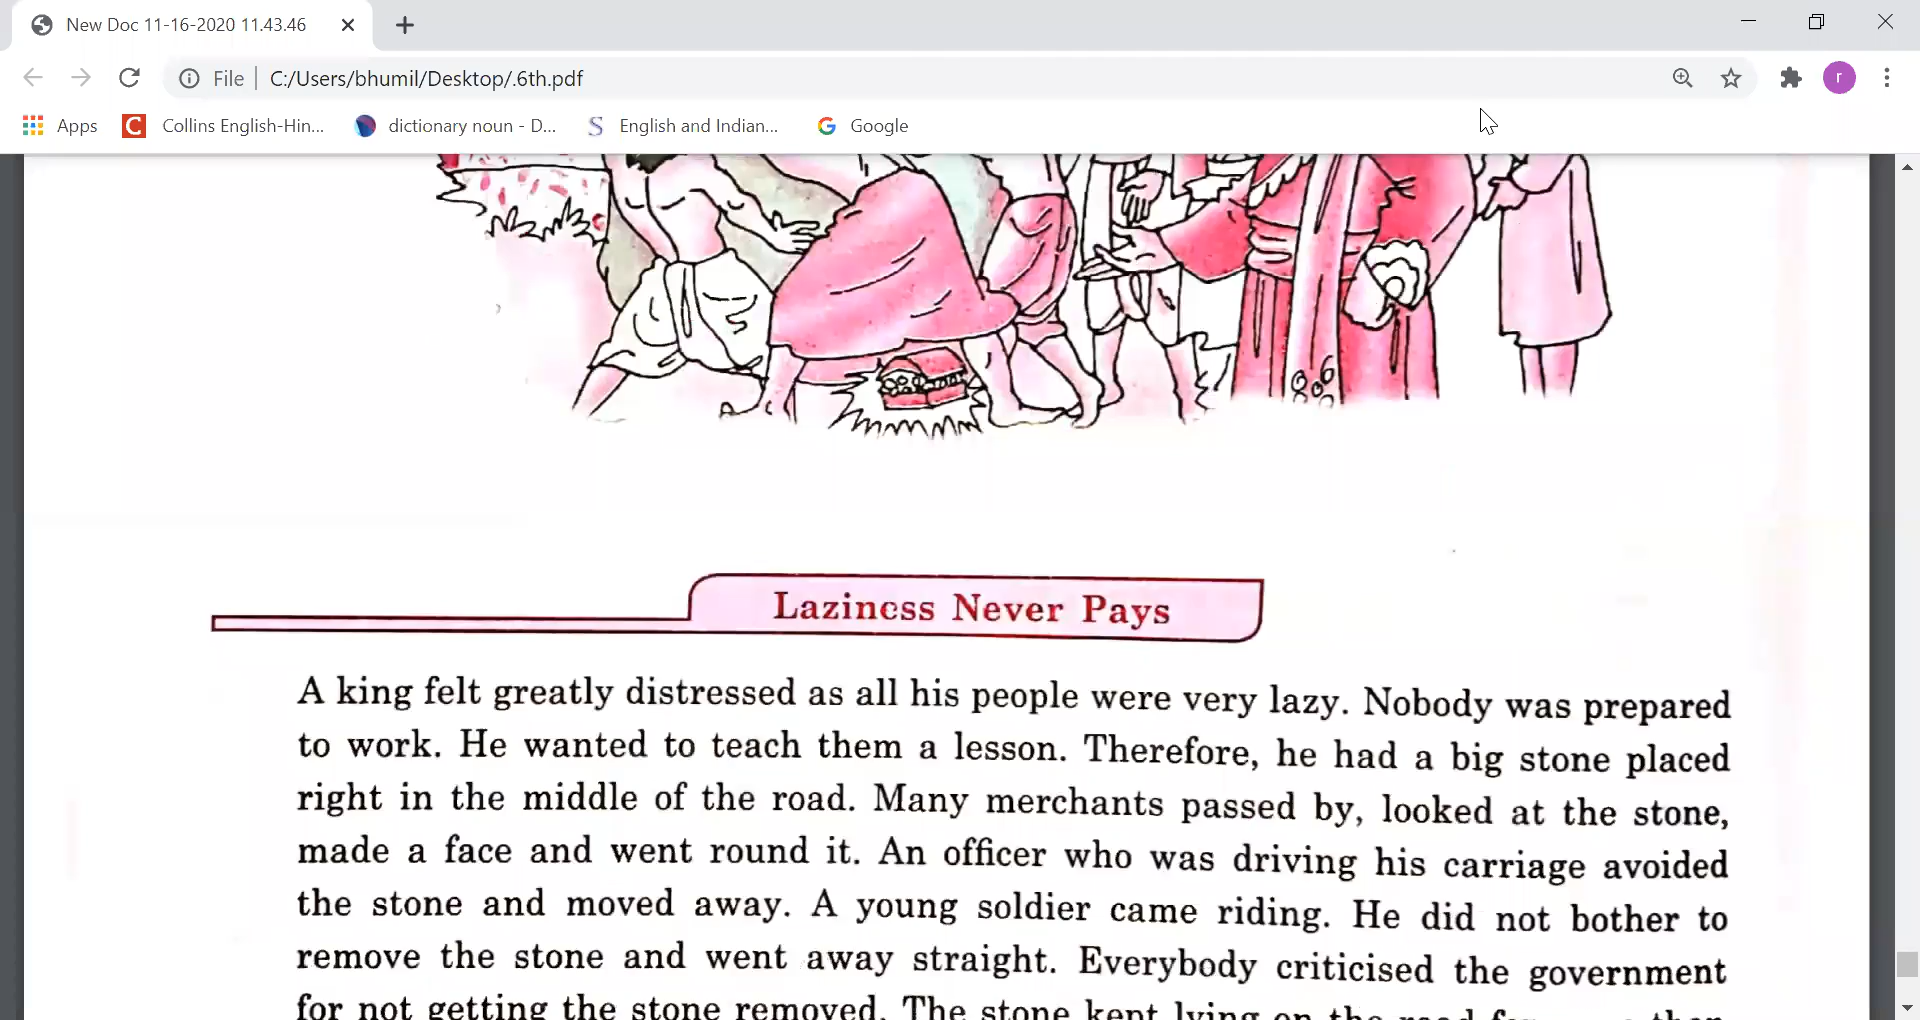 New Doc 11-16-2020 11.43.46
File C:/Users/bhumil/Desktop/.6th.pdf
r
Apps Collins English-Hin... dictionary noun - D... English and Indian... Google
Laziness Never Pays
A king felt greatly distressed as all his people were very lazy. Nobody was prepared
to work. He wanted to teach them a lesson. Therefore, he had a big stone placed
right in the middle of the road. Many merchants passed by, looked at the stone,
made a face and went round it. An officer who was driving his carriage avoided
the stone and moved away. A young soldier came riding. He did not bother to
remove the stone and went away straight. Everybody criticised the government
for not getting the stone removed. The stone kept lying on the road